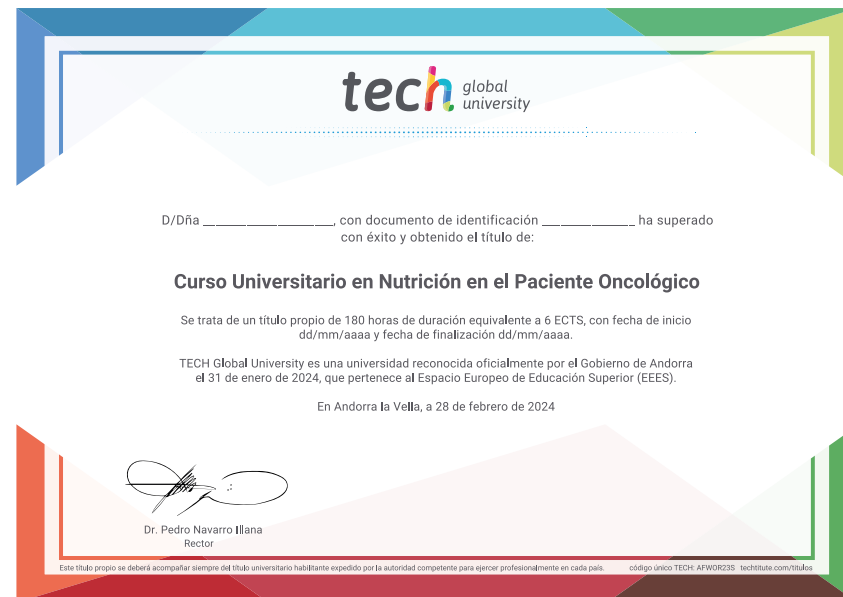 tech global university
D/Dña ____________________, con documento de identificación ______________ ha superado
con éxito y obtenido el título de:
Curso Universitario en Nutrición en el Paciente Oncológico
Se trata de un título propio de 180 horas de duración equivalente a 6 ECTS, con fecha de inicio
dd/mm/aaaa y fecha de finalización dd/mm/aaaa.
TECH Global University es una universidad reconocida oficialmente por el Gobierno de Andorra
el 31 de enero de 2024, que pertenece al Espacio Europeo de Educación Superior (EEES).
En Andorra la Vella, a 28 de febrero de 2024
Dr. Pedro Navarro Illana
Rector
Este título propio se deberá acompañar siempre del título universitario habilitante expedido por la autoridad competente para ejercer profesionalmente en cada país. código único TECH: AFWOR23S techtitute.com/titulos